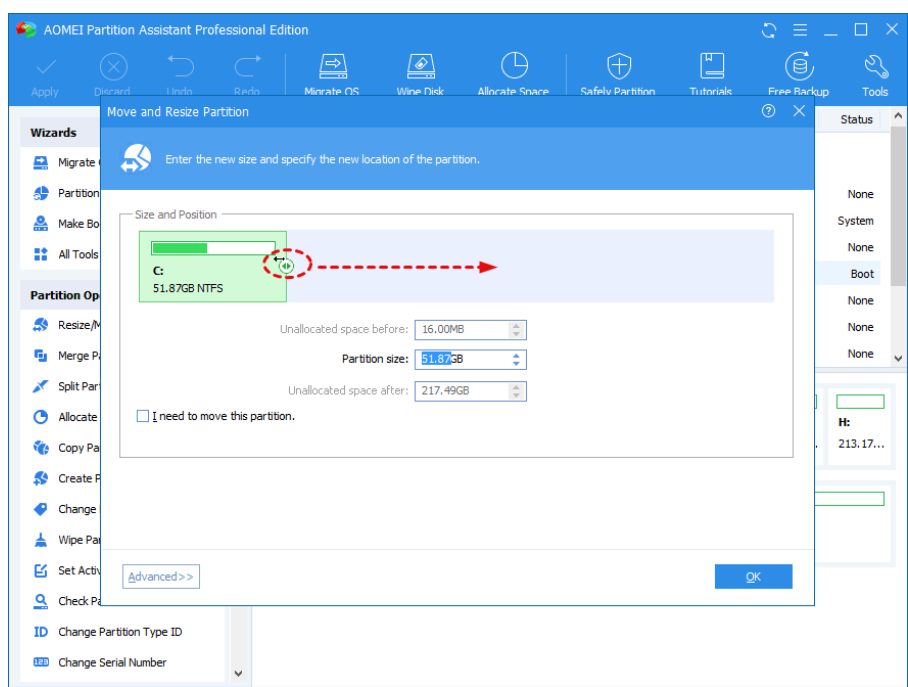 AOMEI Partition Assistant Professional Edition
Apply Discard Undo Redo Migrate OS Wipe Disk Allocate Space Safely Partition Tutorials Free Backup Tools
Move and Resize Partition
Status
Wizards
Enter the new size and specify the new location of the partition.
Migrate
Partition
None
Size and Position
Make Bo
System
All Tools
None
C:
Boot
51.87GB NTFS
Partition Op
None
Resize/M
Unallocated space before: 16.00MB
None
Merge Pa
Partition size: 51.87GB
None
Split Par
Unallocated space after: 217.49GB
Allocate
I need to move this partition.
H:
Copy Pa
213.17...
Create P
Change
Wipe Par
Set Activ
Advanced>>
OK
Check Pa
ID Change Partition Type ID
123 Change Serial Number